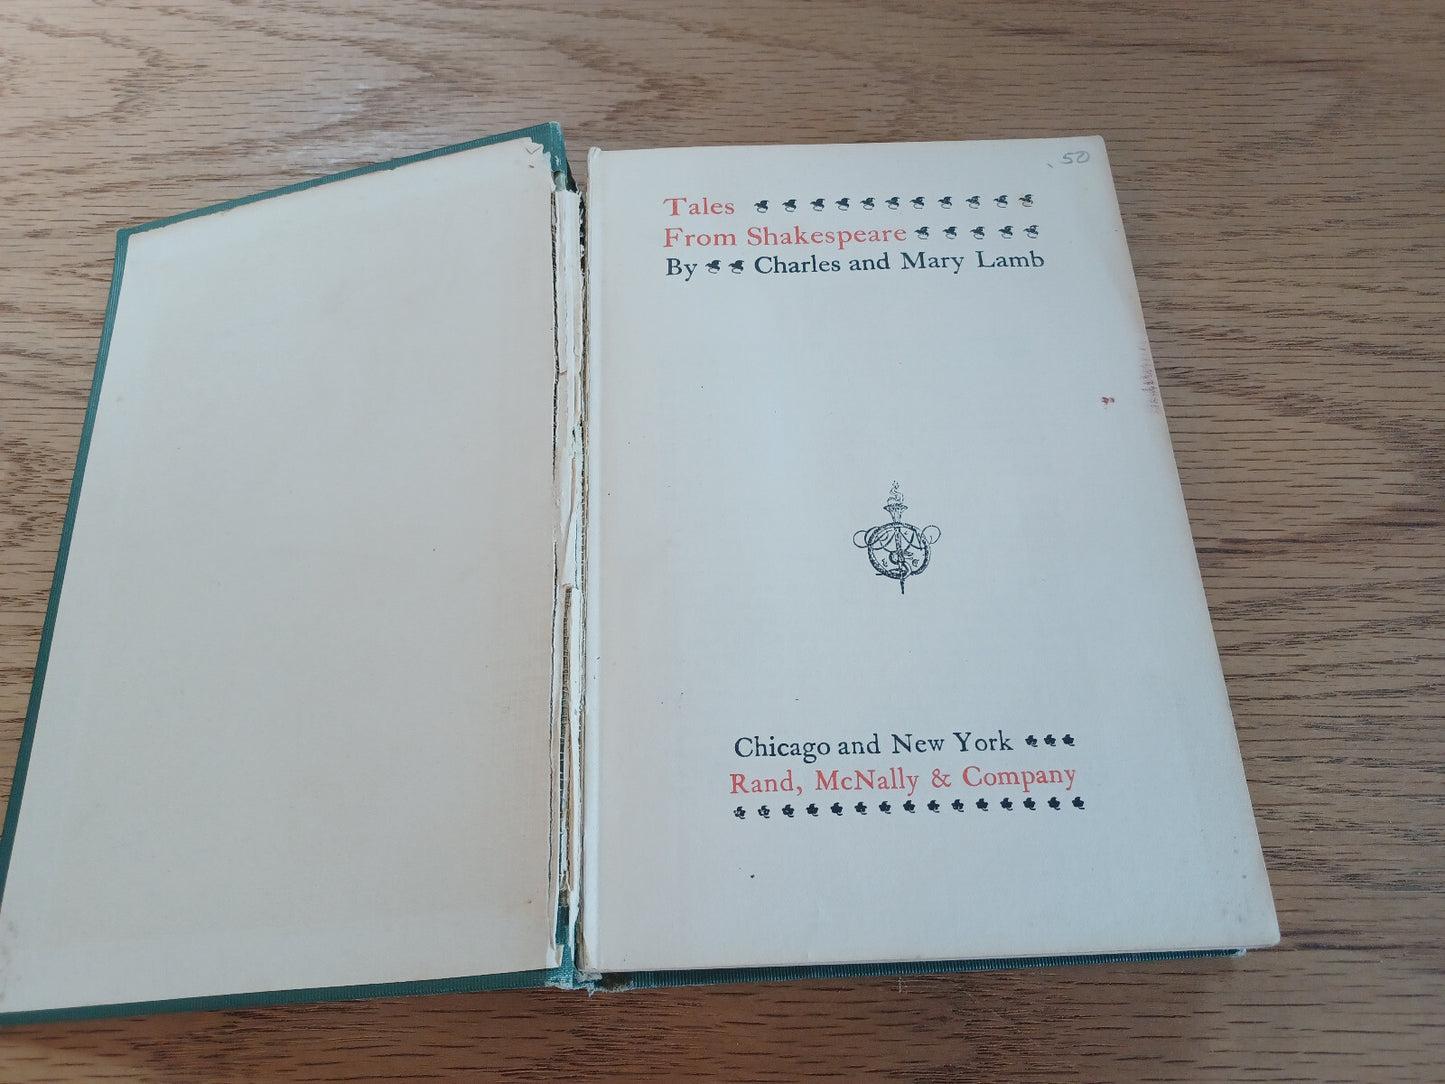 .50
Tales
From Shakespeare
By Charles and Mary Lamb
Chicago and New York
Rand, McNally & Company